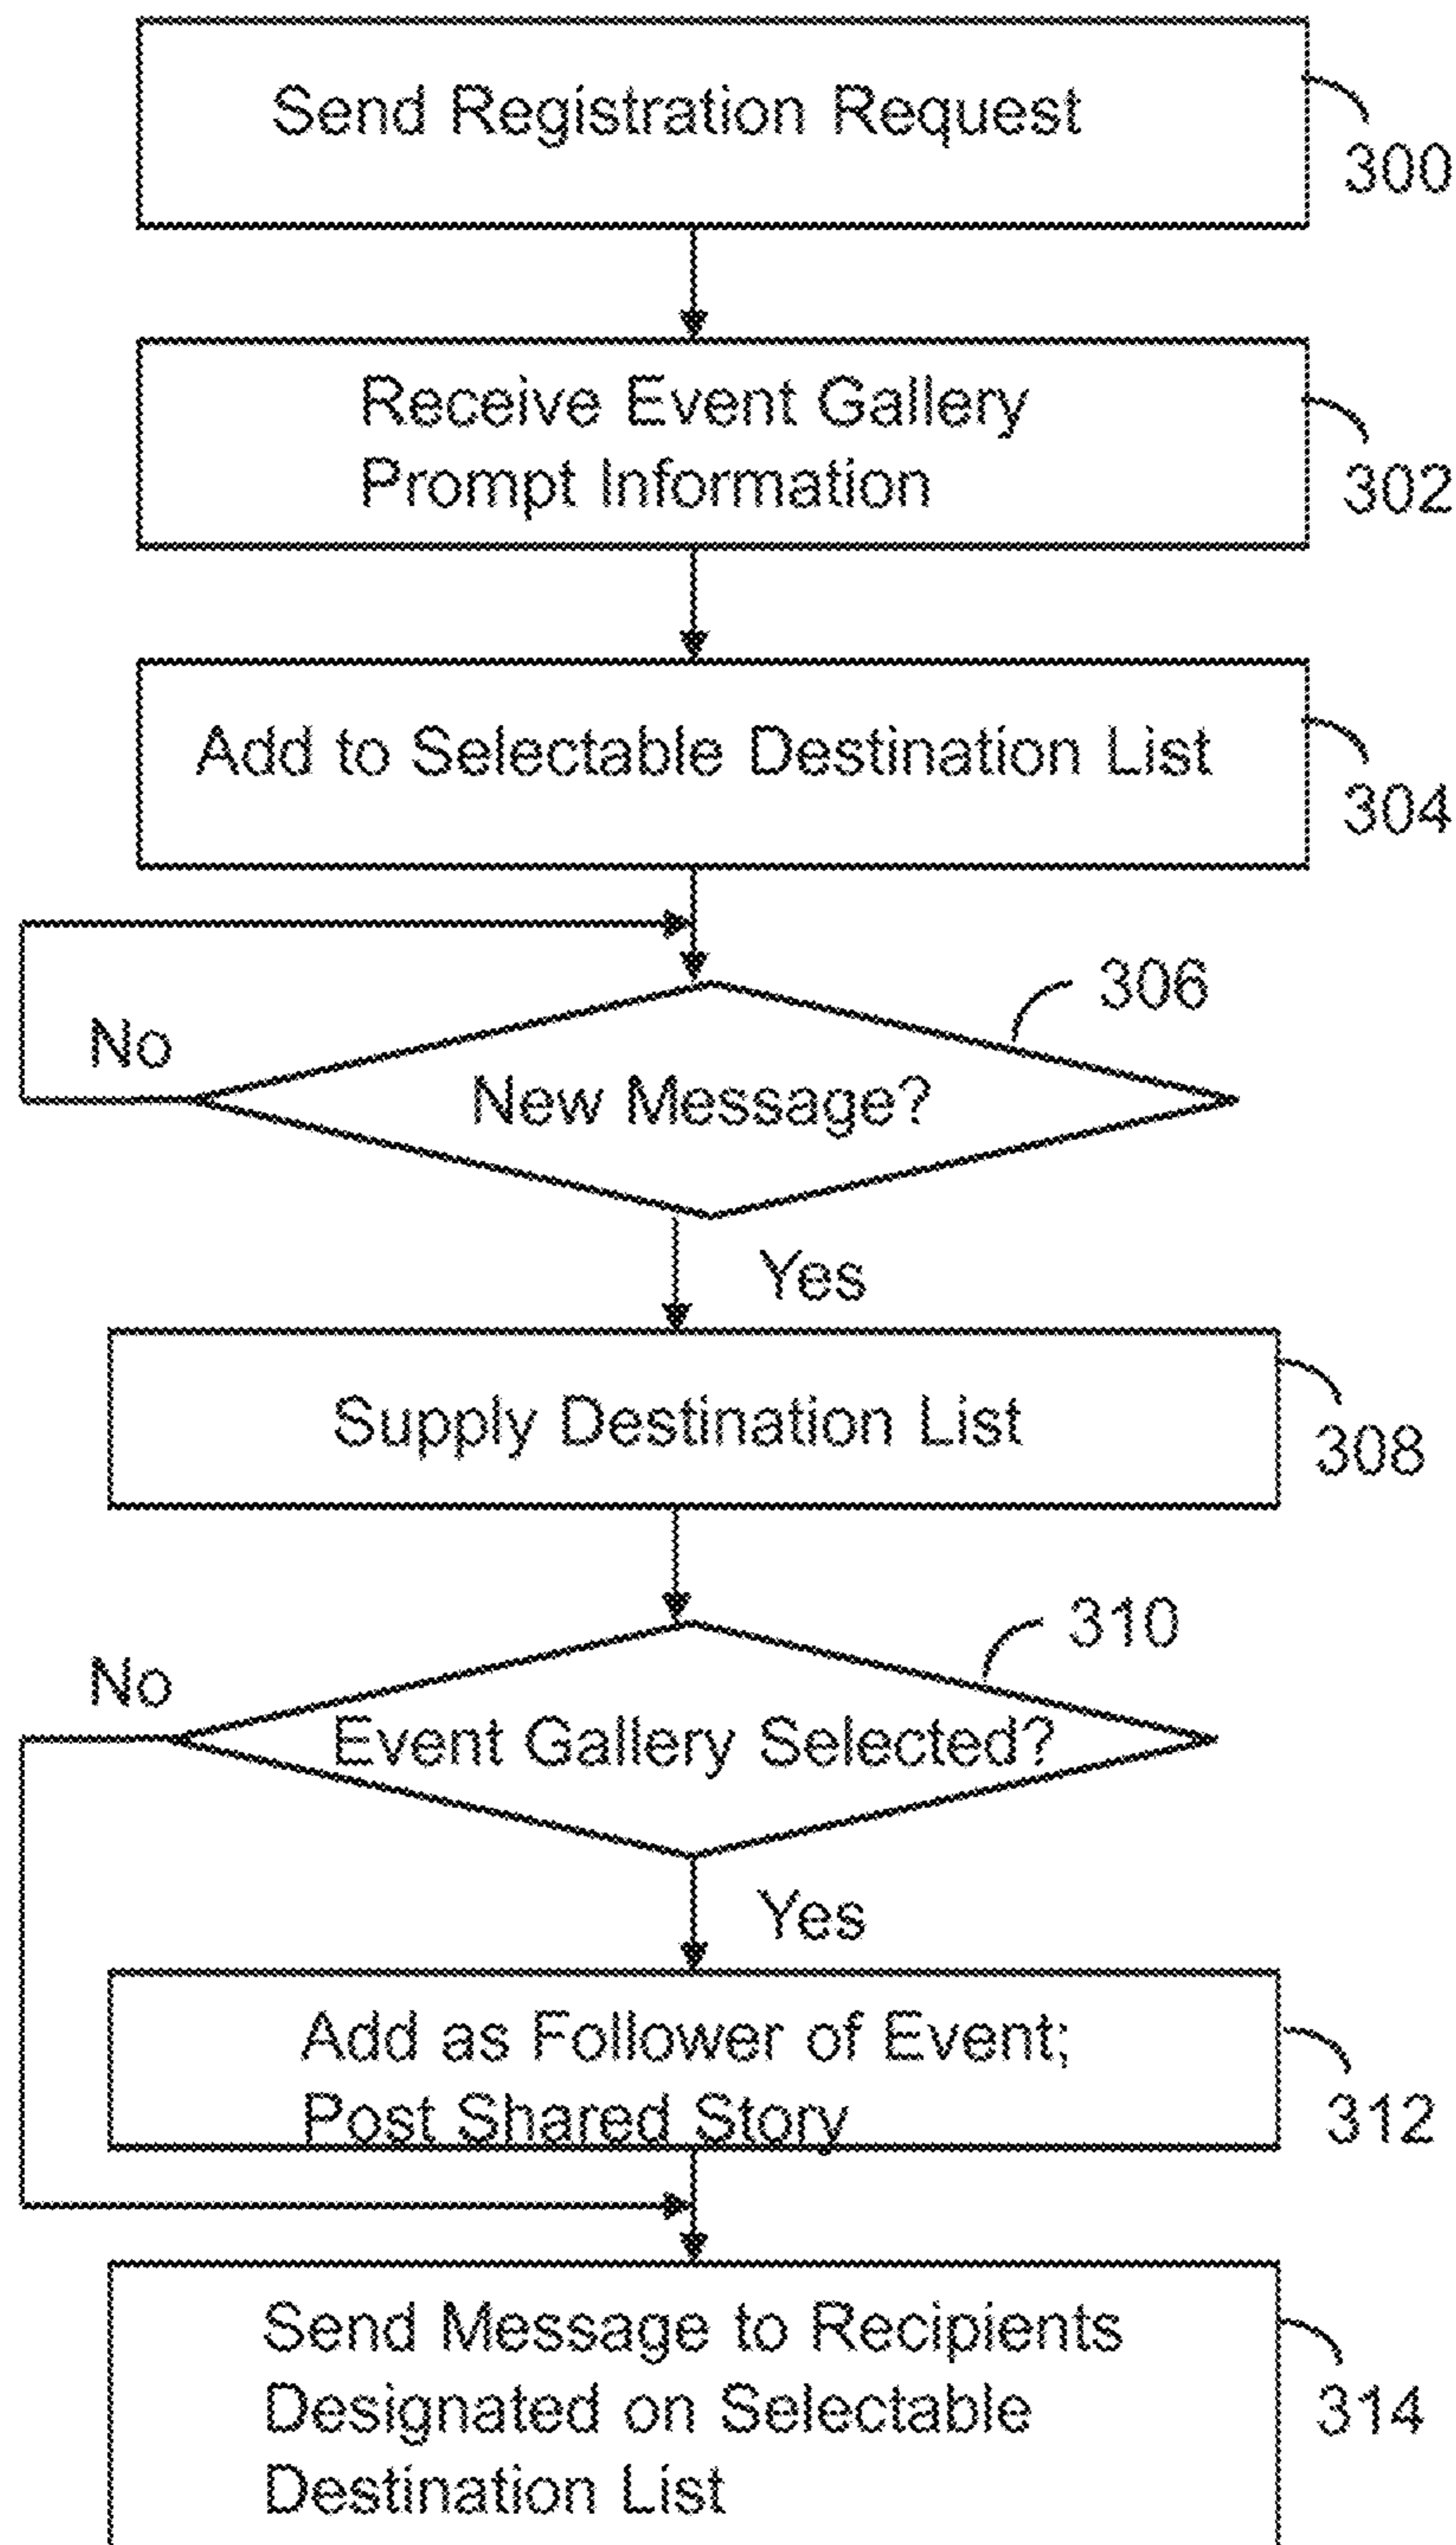 Send Registration Request
300
Receive Event Gallery
Prompt Information
302
Add to Selectable Destination List
304
306
No
New Message?
Yes
Supply Destination List
308
310
No
Event Gallery Selected?
Yes
Add as Follower of Event;
Post Shared Story
312
Send Message to Recipients
Designated on Selectable
Destination List
314